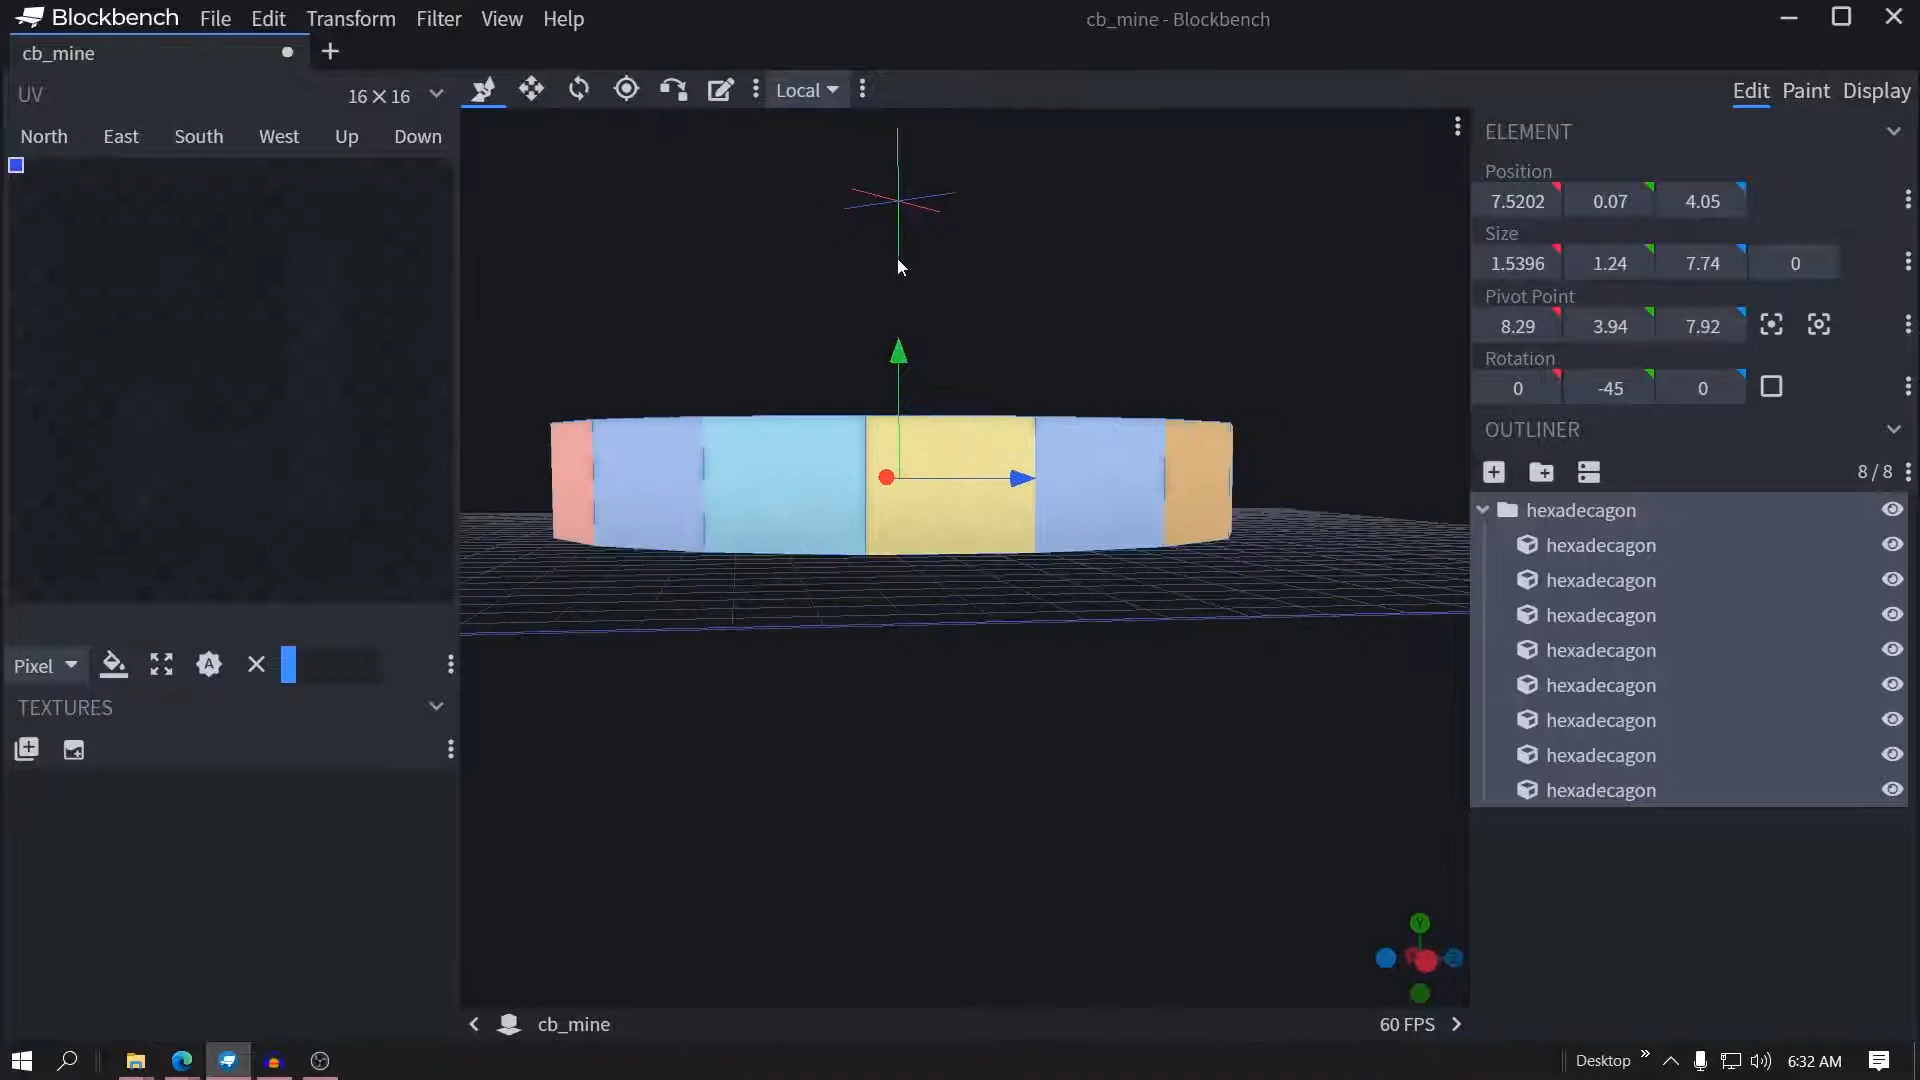 Blockbench File Edit Transform Filter View Help cb_mine - Blockbench
cb_mine
UV 16 × 16
Local
Edit Paint Display
North East South West Up Down
ELEMENT
Position
7.5202 0.07 4.05
Size
1.5396 1.24 7.74 0
Pivot Point
8.29 3.94 7.92
Rotation
0 -45 0
OUTLINER
8 / 8
hexadecagon
hexadecagon
hexadecagon
hexadecagon
hexadecagon
hexadecagon
hexadecagon
hexadecagon
hexadecagon
Pixel
A
TEXTURES
Y
Z
cb_mine 60 FPS
Desktop 6:32 AM